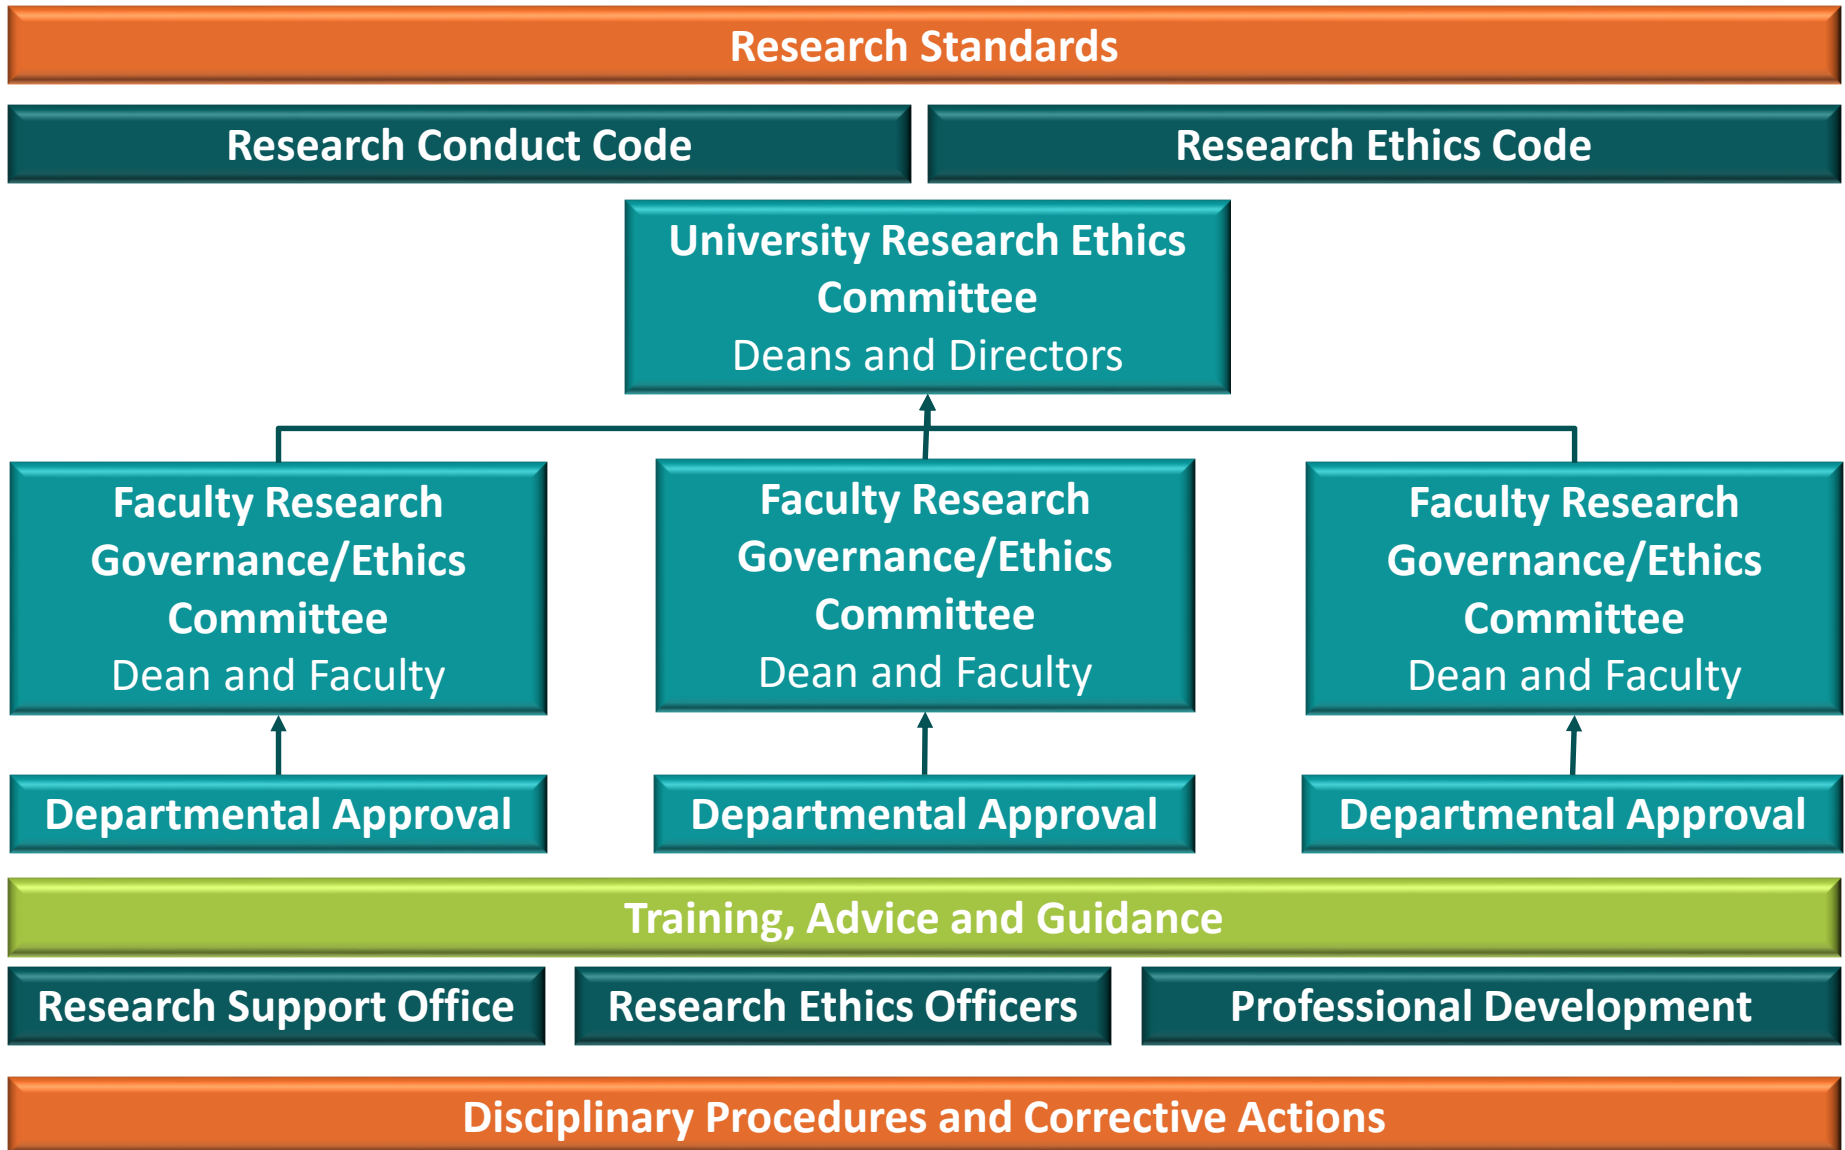 Research Standards
Research Conduct Code
Research Ethics Code
University Research Ethics
Committee
Deans and Directors
Faculty Research
Governance/Ethics
Committee
Dean and Faculty
Faculty Research
Governance/Ethics
Committee
Dean and Faculty
Faculty Research
Governance/Ethics
Committee
Dean and Faculty
Departmental Approval
Departmental Approval
Departmental Approval
Training, Advice and Guidance
Research Support Office
Research Ethics Officers
Professional Development
Disciplinary Procedures and Corrective Actions